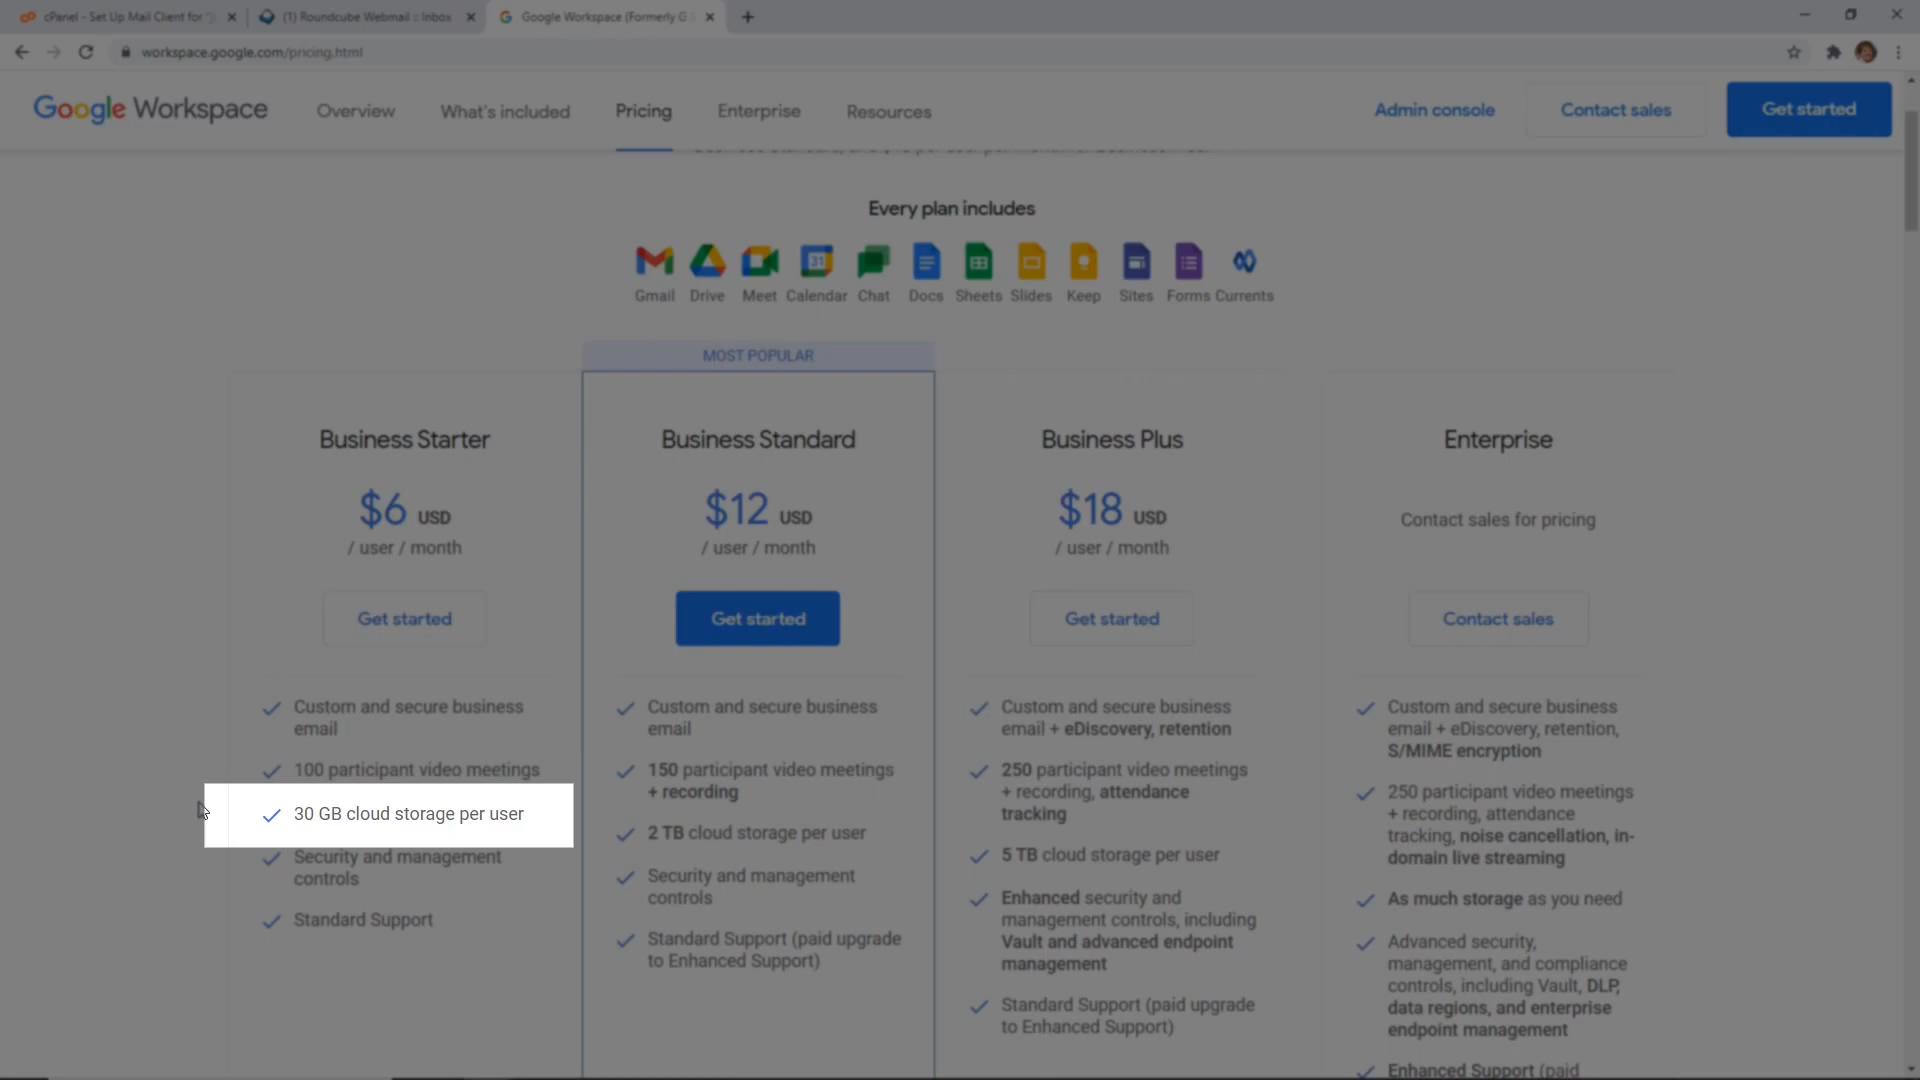 cPanel - Set Up Mail Client for
(1) Roundcube Webmail :: Inbox
Google Workspace (Formerly G S
workspace.google.com/pricing.html
Google Workspace
Overview
What's included
Pricing
Enterprise
Resources
Admin console
Contact sales
Get started
Every plan includes
31
Gmail
Drive
Meet
Calendar
Chat
Docs
Sheets
Slides
Keep
Sites
Forms
Currents
MOST POPULAR
Business Starter
$6 USD
/ user / month
Get started
Custom and secure business
email
100 participant video meetings
30 GB cloud storage per user
Security and management
controls
Standard Support
Business Standard
$12 USD
/ user / month
Get started
Custom and secure business
email
150 participant video meetings
+ recording
2 TB cloud storage per user
Security and management
controls
Standard Support (paid upgrade
to Enhanced Support)
Business Plus
$18 USD
/ user / month
Get started
Custom and secure business
email + eDiscovery, retention
250 participant video meetings
+ recording, attendance
tracking
5 TB cloud storage per user
Enhanced security and
management controls, including
Vault and advanced endpoint
management
Standard Support (paid upgrade
to Enhanced Support)
Enterprise
Contact sales for pricing
Contact sales
Custom and secure business
email + eDiscovery, retention,
S/MIME encryption
250 participant video meetings
+ recording, attendance
tracking, noise cancellation, in-
domain live streaming
As much storage as you need
Advanced security,
management, and compliance
controls, including Vault, DLP,
data regions, and enterprise
endpoint management
Enhanced Support (paid